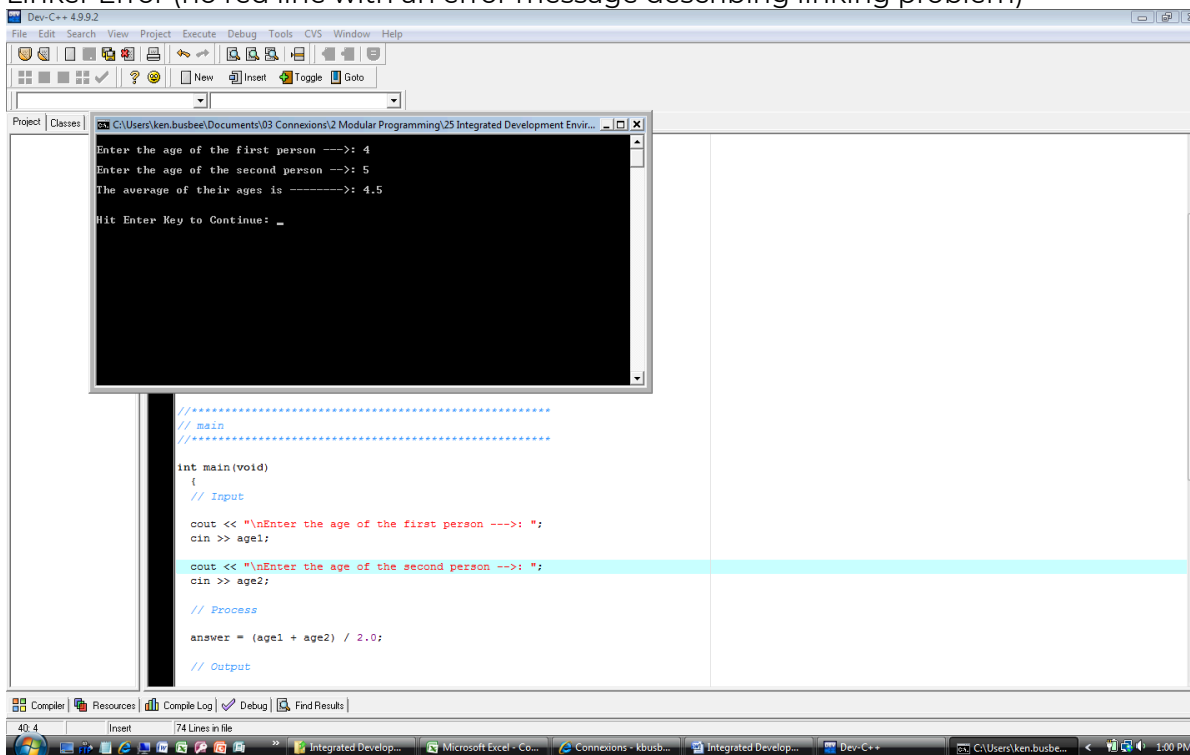 Linker Error (no red line with an error message describing linking problem)
Dev-C++ 4.9.9.2
File Edit Search View Project Execute Debug Tools CVS Window Help
New Insert Toggle Goto
Project Classes
C:\Users\ken.busbee\Documents\03 Connexions\2 Modular Programming\25 Integrated Development Envir...
Enter the age of the first person --->: 4
Enter the age of the second person -->: 5
The average of their ages is -------->: 4.5
Hit Enter Key to Continue: _
//******************************************************
// main
//******************************************************
int main(void)
{
// Input
cout << "\nEnter the age of the first person --->: ";
cin >> age1;
cout << "\nEnter the age of the second person -->: ";
cin >> age2;
// Process
answer = (age1 + age2) / 2.0;
// Output
Compiler Resources Compile Log Debug Find Results
40: 4 Insert 74 Lines in file
Integrated Develop... Microsoft Excel - Co... Connexions - kbusb... Integrated Develop... Dev-C++ C:\Users\ken.busbe... 1:00 PM